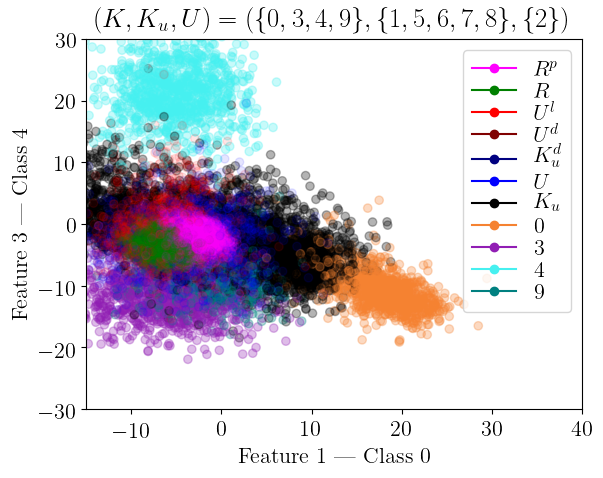 (K, K_u, U) = ({0, 3, 4, 9}, {1, 5, 6, 7, 8}, {2})
30
20
10
0
−10
−20
−30
Feature 3 — Class 4
R^p
R
U^l
U^d
K_u^d
U
K_u
0
3
4
9
−10
0
10
20
30
40
Feature 1 — Class 0